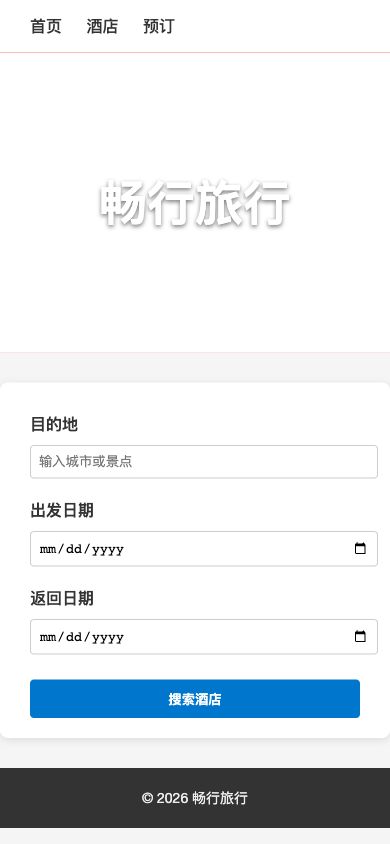 首页 酒店 预订
畅行旅行
目的地
输入城市或景点
出发日期
mm/dd/yyyy
返回日期
mm/dd/yyyy
搜索酒店
© 2026 畅行旅行